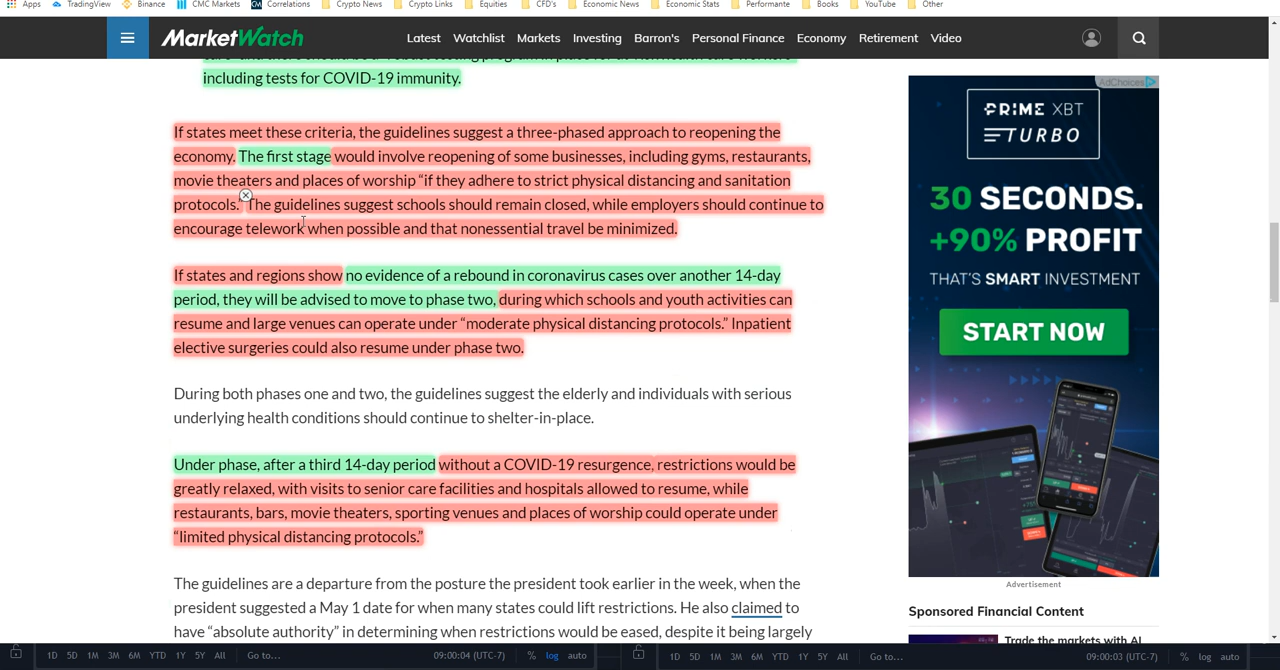 Apps TradingView Binance CMC Markets CM Correlations Crypto News Crypto Links Equities CFD's Economic News Economic Stats Performante Books YouTube Other
MarketWatch Latest Watchlist Markets Investing Barron's Personal Finance Economy Retirement Video
including tests for COVID-19 immunity.
If states meet these criteria, the guidelines suggest a three-phased approach to reopening the
economy. The first stage would involve reopening of some businesses, including gyms, restaurants,
movie theaters and places of worship “if they adhere to strict physical distancing and sanitation
protocols.” The guidelines suggest schools should remain closed, while employers should continue to
encourage telework when possible and that nonessential travel be minimized.
If states and regions show no evidence of a rebound in coronavirus cases over another 14-day
period, they will be advised to move to phase two, during which schools and youth activities can
resume and large venues can operate under “moderate physical distancing protocols.” Inpatient
elective surgeries could also resume under phase two.
During both phases one and two, the guidelines suggest the elderly and individuals with serious
underlying health conditions should continue to shelter-in-place.
Under phase, after a third 14-day period without a COVID-19 resurgence, restrictions would be
greatly relaxed, with visits to senior care facilities and hospitals allowed to resume, while
restaurants, bars, movie theaters, sporting venues and places of worship could operate under
“limited physical distancing protocols.”
The guidelines are a departure from the posture the president took earlier in the week, when the
president suggested a May 1 date for when many states could lift restrictions. He also claimed to
have “absolute authority” in determining when restrictions would be eased, despite it being largely
AdChoices
PRIME XBT
TURBO
30 SECONDS.
+90% PROFIT
THAT'S SMART INVESTMENT
START NOW
Advertisement
Sponsored Financial Content
Trade the markets with AI
1D 5D 1M 3M 6M YTD 1Y 5Y All Go to... 09:00:04 (UTC-7) % log auto
1D 5D 1M 3M 6M YTD 1Y 5Y All Go to... 09:00:03 (UTC-7) % log auto